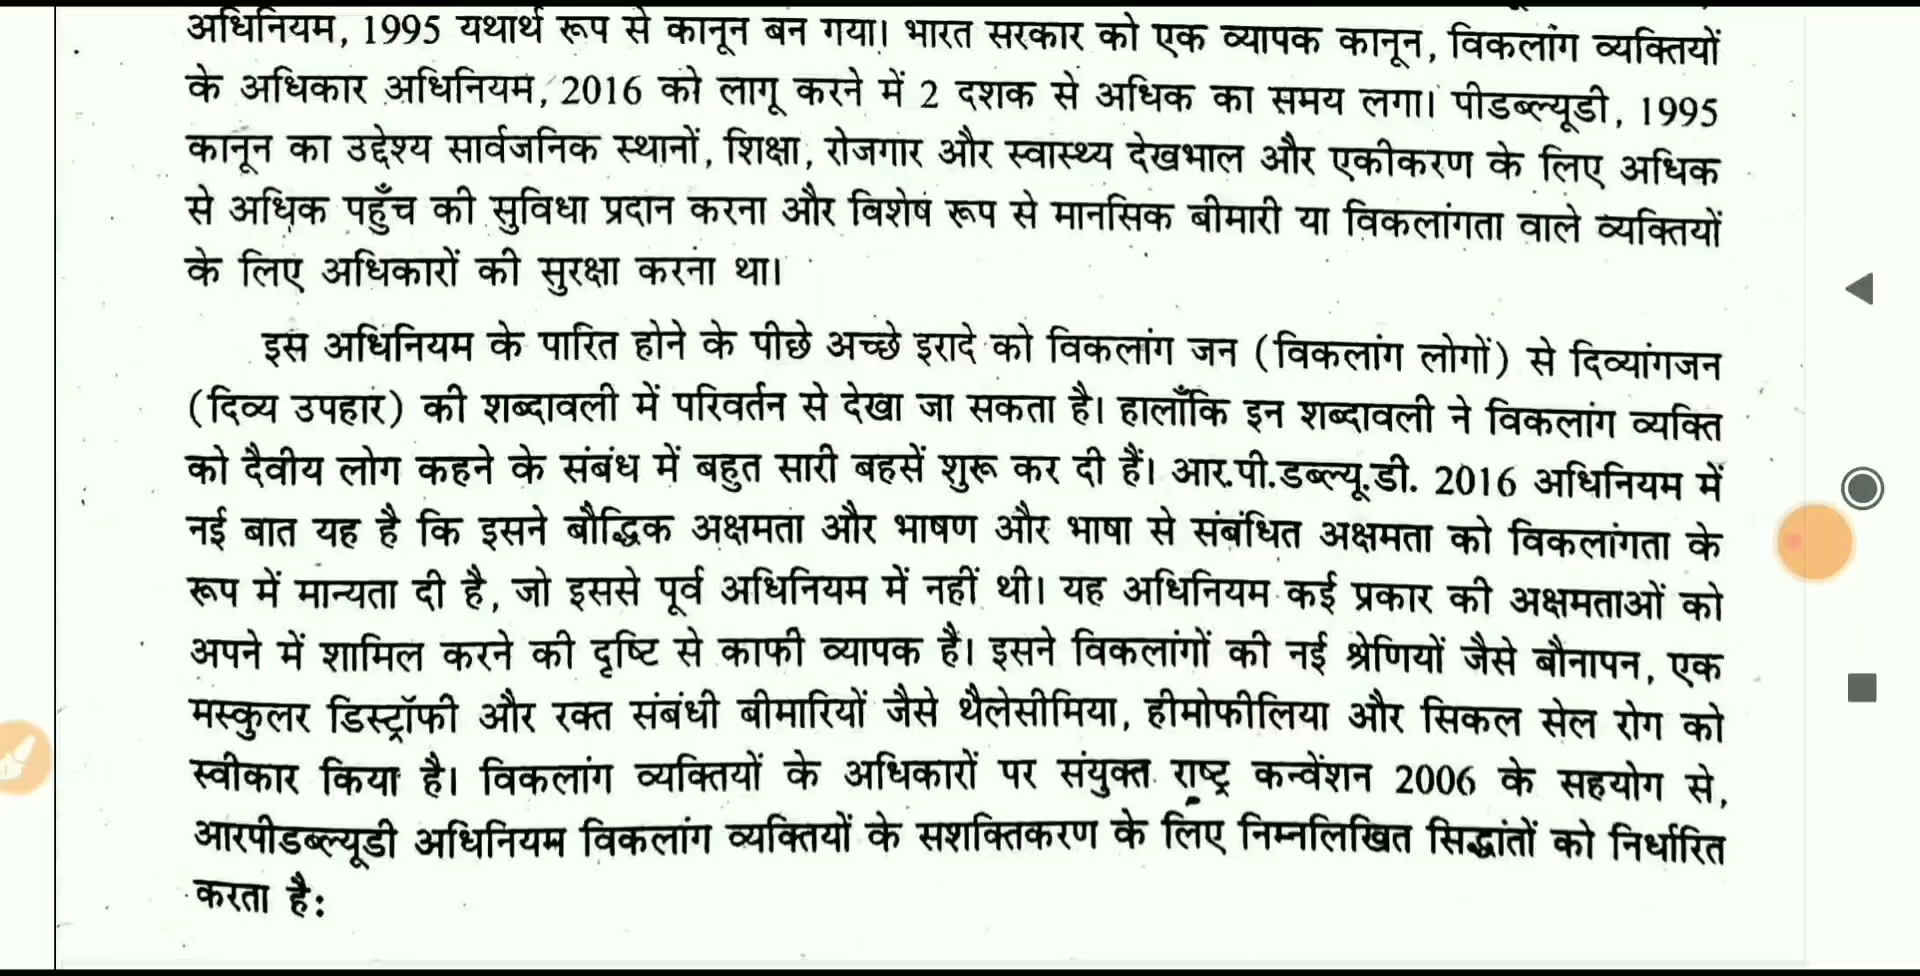 अधिनियम, 1995 यथार्थ रूप से कानून बन गया। भारत सरकार को एक व्यापक कानून, विकलांग व्यक्तियों
के अधिकार अधिनियम, 2016 को लागू करने में 2 दशक से अधिक का समय लगा। पीडब्ल्यूडी, 1995
कानून का उद्देश्य सार्वजनिक स्थानों, शिक्षा, रोजगार और स्वास्थ्य देखभाल और एकीकरण के लिए अधिक
से अधिक पहुँच की सुविधा प्रदान करना और विशेष रूप से मानसिक बीमारी या विकलांगता वाले व्यक्तियों
के लिए अधिकारों की सुरक्षा करना था।
इस अधिनियम के पारित होने के पीछे अच्छे इरादे को विकलांग जन (विकलांग लोगों) से दिव्यांगजन
(दिव्य उपहार) की शब्दावली में परिवर्तन से देखा जा सकता है। हालाँकि इन शब्दावली ने विकलांग व्यक्ति
को दैवीय लोग कहने के संबंध में बहुत सारी बहसें शुरू कर दी हैं। आर.पी.डब्ल्यू.डी. 2016 अधिनियम में
नई बात यह है कि इसने बौद्धिक अक्षमता और भाषण और भाषा से संबंधित अक्षमता को विकलांगता के
रूप में मान्यता दी है, जो इससे पूर्व अधिनियम में नहीं थी। यह अधिनियम कई प्रकार की अक्षमताओं को
अपने में शामिल करने की दृष्टि से काफी व्यापक है। इसने विकलांगों की नई श्रेणियों जैसे बौनापन, एक
मस्कुलर डिस्ट्रॉफी और रक्त संबंधी बीमारियों जैसे थैलेसीमिया, हीमोफीलिया और सिकल सेल रोग को
स्वीकार किया है। विकलांग व्यक्तियों के अधिकारों पर संयुक्त राष्ट्र कन्वेंशन 2006 के सहयोग से,
आरपीडब्ल्यूडी अधिनियम विकलांग व्यक्तियों के सशक्तिकरण के लिए निम्नलिखित सिद्धांतों को निर्धारित
करता है: